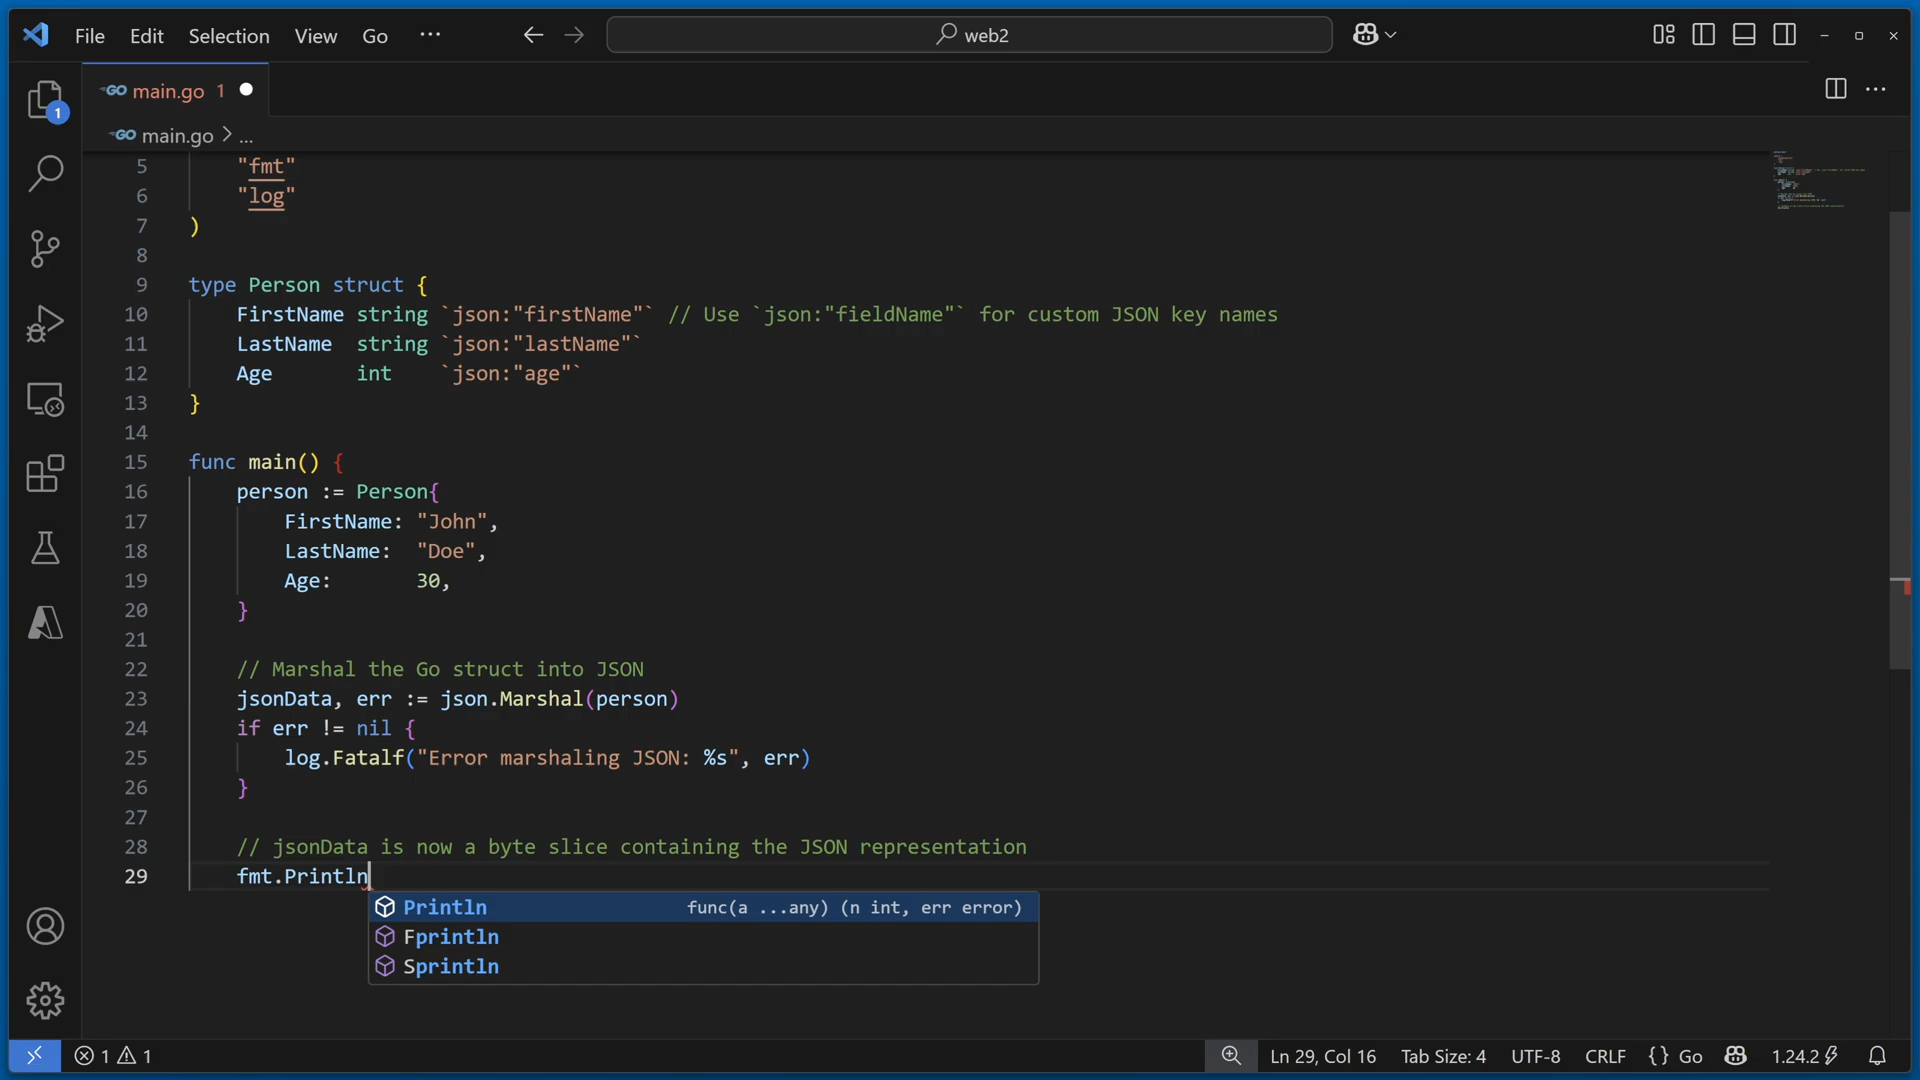 File Edit Selection View Go ··· web2
main.go 1
main.go > ...
5 "fmt"
6 "log"
7 )
8
9 type Person struct {
10 FirstName string `json:"firstName"` // Use `json:"fieldName"` for custom JSON key names
11 LastName string `json:"lastName"`
12 Age int `json:"age"`
13 }
14
15 func main() {
16 person := Person{
17 FirstName: "John",
18 LastName: "Doe",
19 Age: 30,
20 }
21
22 // Marshal the Go struct into JSON
23 jsonData, err := json.Marshal(person)
24 if err != nil {
25 log.Fatalf("Error marshaling JSON: %s", err)
26 }
27
28 // jsonData is now a byte slice containing the JSON representation
29 fmt.Println
Println func(a ...any) (n int, err error)
Fprintln
Sprintln
1
1 1 Ln 29, Col 16 Tab Size: 4 UTF-8 CRLF {} Go 1.24.2